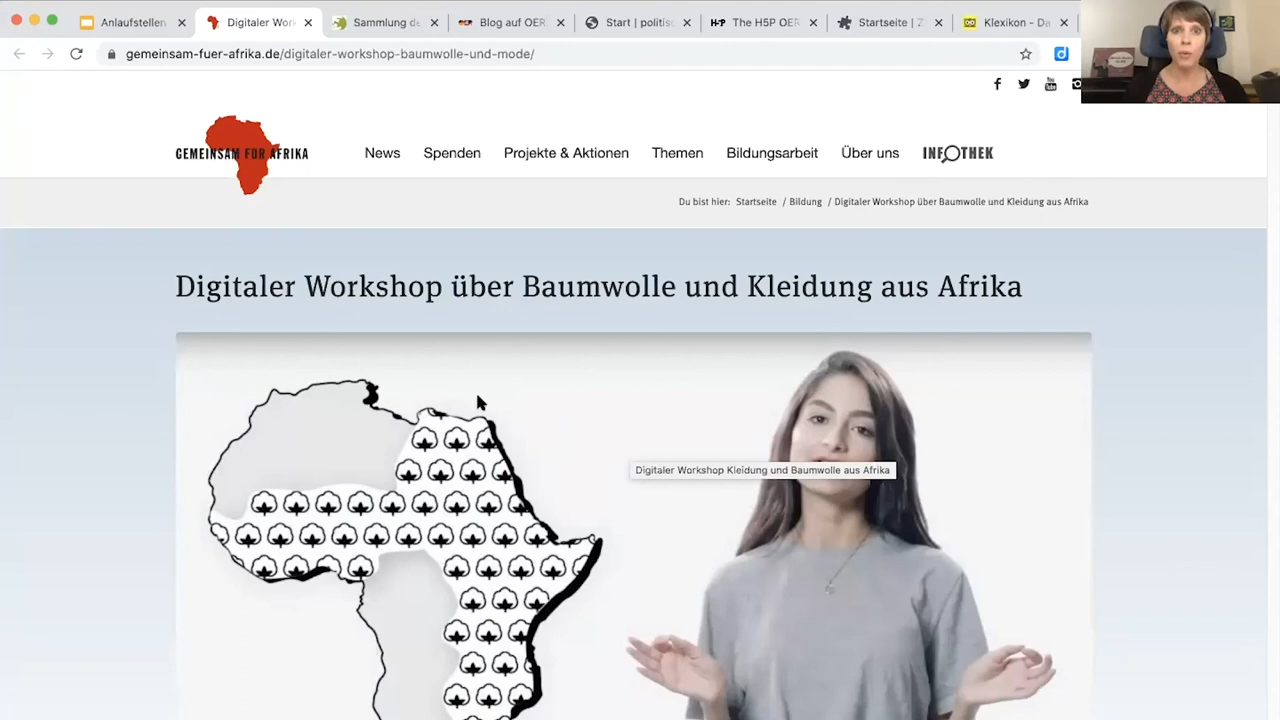 Anlaufstellen
Digitaler Wor
Sammlung de
Blog auf OER
Start | politisc
H5P The H5P OER
Startseite | Z
Klexikon - Da
gemeinsam-fuer-afrika.de/digitaler-workshop-baumwolle-und-mode/
GEMEINSAM FÜR AFRIKA
News Spenden Projekte & Aktionen Themen Bildungsarbeit Über uns INFOTHEK
Du bist hier: Startseite / Bildung / Digitaler Workshop über Baumwolle und Kleidung aus Afrika
Digitaler Workshop über Baumwolle und Kleidung aus Afrika
Digitaler Workshop Kleidung und Baumwolle aus Afrika